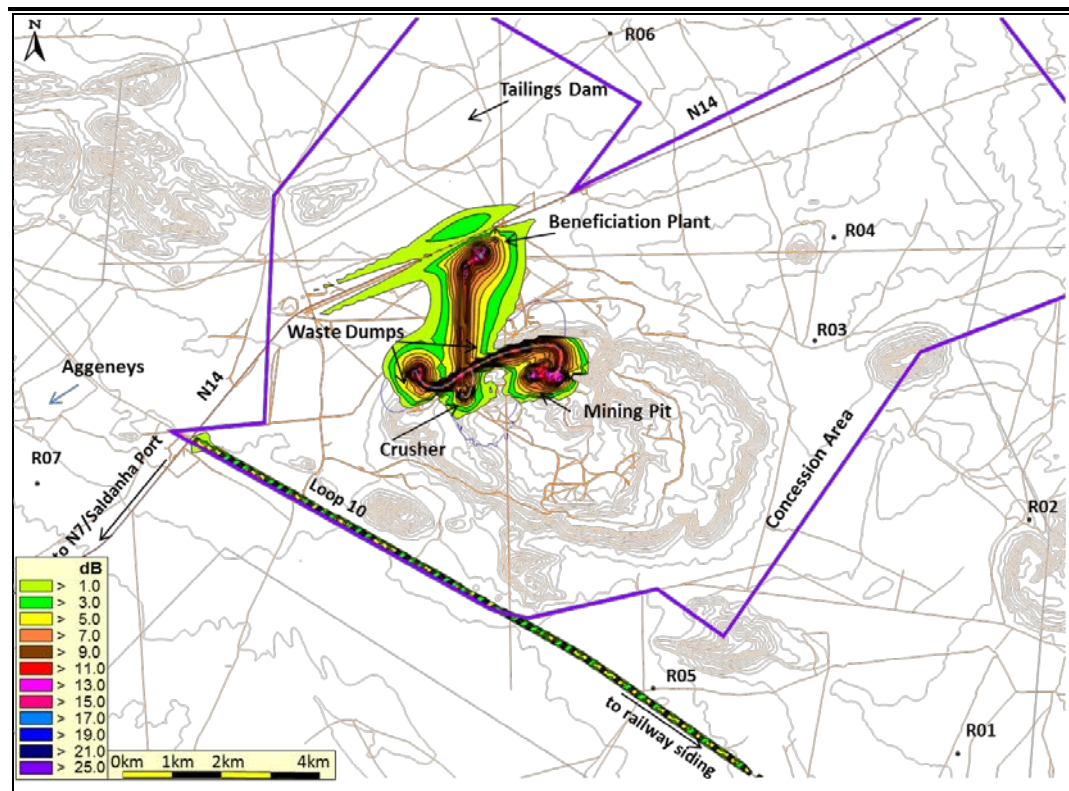 N
R06
Tailings Dam
N14
Beneficiation Plant
R04
R03
Waste Dumps
Aggeneys
N14
Mining Pit
Crusher
Concession Area
R07
Loop 10
R02
to N7/Saldanha Port
R05
to railway siding
R01
dB
> 1.0
> 3.0
> 5.0
> 7.0
> 9.0
> 11.0
> 13.0
> 15.0
> 17.0
> 19.0
> 21.0
> 25.0
0km 1km 2km 4km